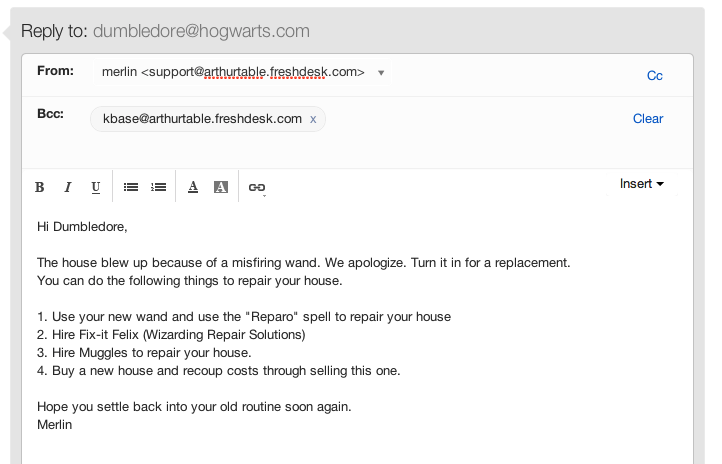 Reply to: dumbledore@hogwarts.com
From: merlin <support@arthurtable.freshdesk.com> ▼ Cc
Bcc: kbase@arthurtable.freshdesk.com x Clear
B I U A A Insert ▼
Hi Dumbledore,
The house blew up because of a misfiring wand. We apologize. Turn it in for a replacement.
You can do the following things to repair your house.
1. Use your new wand and use the "Reparo" spell to repair your house
2. Hire Fix-it Felix (Wizarding Repair Solutions)
3. Hire Muggles to repair your house.
4. Buy a new house and recoup costs through selling this one.
Hope you settle back into your old routine soon again.
Merlin